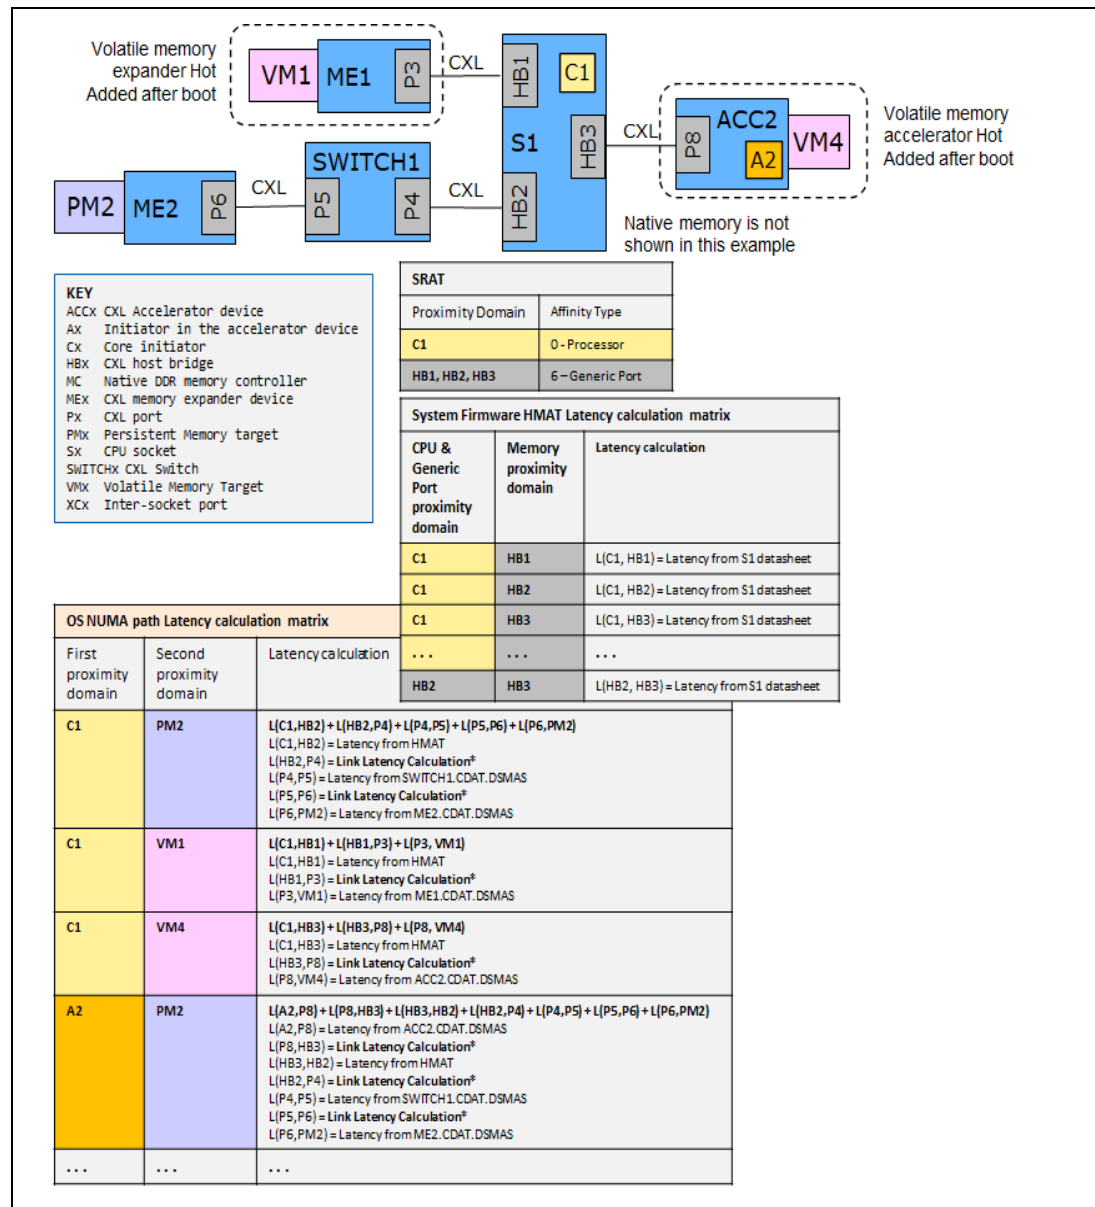 Volatile memory
expander Hot
Added after boot
VM1
ME1
P3
CXL
HB1
C1
S1
HB3
CXL
P8
ACC2
A2
VM4
Volatile memory
accelerator Hot
Added after boot
PM2
ME2
P6
CXL
SWITCH1
P5
P4
CXL
HB2
Native memory is not
shown in this example
KEY
ACCx CXL Accelerator device
Ax Initiator in the accelerator device
Cx Core initiator
HBx CXL host bridge
MC Native DDR memory controller
MEx CXL memory expander device
Px CXL port
PMx Persistent Memory target
Sx CPU socket
SWITCHx CXL Switch
VMx Volatile Memory Target
XCx Inter-socket port
SRAT
Proximity Domain Affinity Type
C1 0 - Processor
HB1, HB2, HB3 6 – Generic Port
System Firmware HMAT Latency calculation matrix
CPU & Generic Port proximity domain
Memory proximity domain
Latency calculation
C1 HB1 L(C1, HB1) = Latency from S1 datasheet
C1 HB2 L(C1, HB2) = Latency from S1 datasheet
C1 HB3 L(C1, HB3) = Latency from S1 datasheet
... ... ...
HB2 HB3 L(HB2, HB3) = Latency from S1 datasheet
OS NUMA path Latency calculation matrix
First proximity domain
Second proximity domain
Latency calculation
C1 PM2 L(C1,HB2) + L(HB2,P4) + L(P4,P5) + L(P5,P6) + L(P6,PM2)
L(C1,HB2) = Latency from HMAT
L(HB2,P4) = Link Latency Calculation*
L(P4,P5) = Latency from SWITCH1.CDAT.DSMAS
L(P5,P6) = Link Latency Calculation*
L(P6,PM2) = Latency from ME2.CDAT.DSMAS
C1 VM1 L(C1,HB1) + L(HB1,P3) + L(P3, VM1)
L(C1,HB1) = Latency from HMAT
L(HB1,P3) = Link Latency Calculation*
L(P3,VM1) = Latency from ME1.CDAT.DSMAS
C1 VM4 L(C1,HB3) + L(HB3,P8) + L(P8, VM4)
L(C1,HB3) = Latency from HMAT
L(HB3,P8) = Link Latency Calculation*
L(P8,VM4) = Latency from ACC2.CDAT.DSMAS
A2 PM2 L(A2,P8) + L(P8,HB3) + L(HB3,HB2) + L(HB2,P4) + L(P4,P5) + L(P5,P6) + L(P6,PM2)
L(A2,P8) = Latency from ACC2.CDAT.DSMAS
L(P8,HB3) = Link Latency Calculation*
L(HB3,HB2) = Latency from HMAT
L(HB2,P4) = Link Latency Calculation*
L(P4,P5) = Latency from SWITCH1.CDAT.DSMAS
L(P5,P6) = Link Latency Calculation*
L(P6,PM2) = Latency from ME2.CDAT.DSMAS
... ... ...